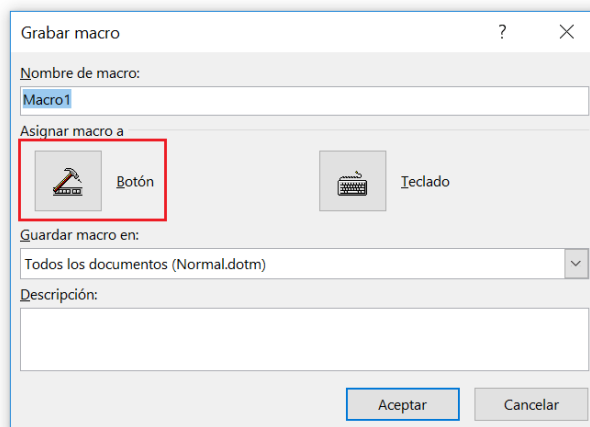 Grabar macro
?
Nombre de macro:
Macro1
Asignar macro a
Botón
Teclado
Guardar macro en:
Todos los documentos (Normal.dotm)
Descripción:
Aceptar
Cancelar